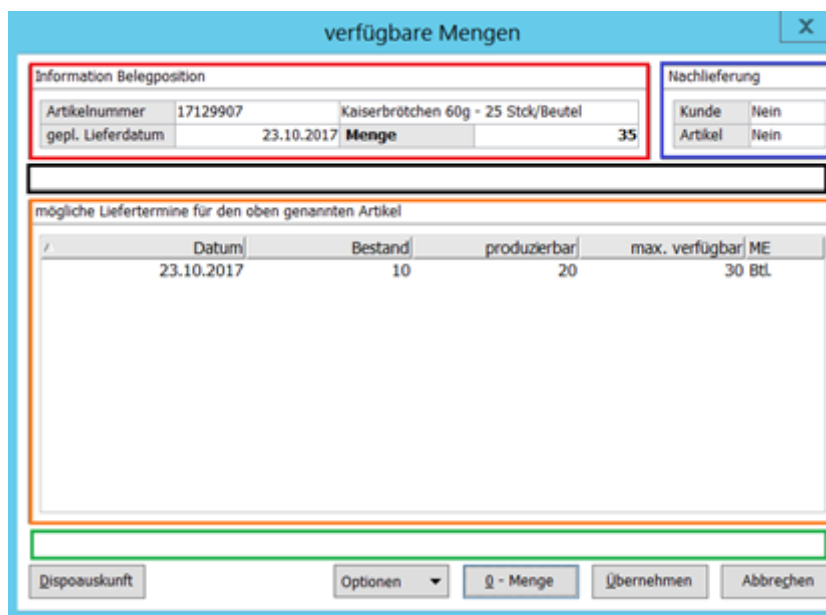 verfügbare Mengen
X
Information Belegposition
Nachlieferung
Artikelnummer 17129907 Kaiserbrötchen 60g - 25 Stck/Beutel
Kunde Nein
gepl. Lieferdatum 23.10.2017 Menge 35
Artikel Nein
mögliche Liefertermine für den oben genannten Artikel
Datum Bestand produzierbar max. verfügbar ME
23.10.2017 10 20 30 Btl.
Dispoauskunft Optionen 0 - Menge Übernehmen Abbrechen